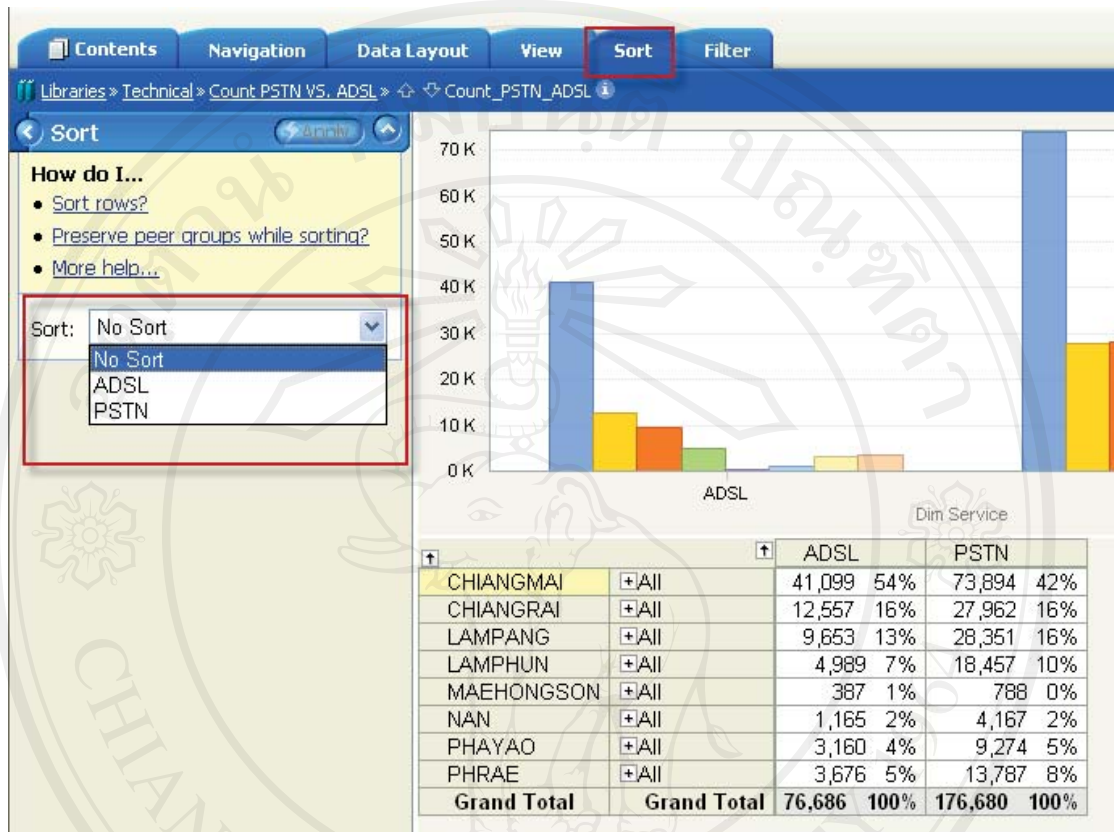 Contents Navigation Data Layout View Sort Filter
Libraries » Technical » Count PSTN VS. ADSL » Count_PSTN_ADSL
Sort Apply
How do I...
• Sort rows?
• Preserve peer groups while sorting?
• More help...
Sort: No Sort
No Sort
ADSL
PSTN
70 K
60 K
50 K
40 K
30 K
20 K
10 K
0 K
ADSL
Dim Service
ADSL PSTN
CHIANGMAI +All 41,099 54% 73,894 42%
CHIANGRAI +All 12,557 16% 27,962 16%
LAMPANG +All 9,653 13% 28,351 16%
LAMPHUN +All 4,989 7% 18,457 10%
MAEHONGSON +All 387 1% 788 0%
NAN +All 1,165 2% 4,167 2%
PHAYAO +All 3,160 4% 9,274 5%
PHRAE +All 3,676 5% 13,787 8%
Grand Total Grand Total 76,686 100% 176,680 100%